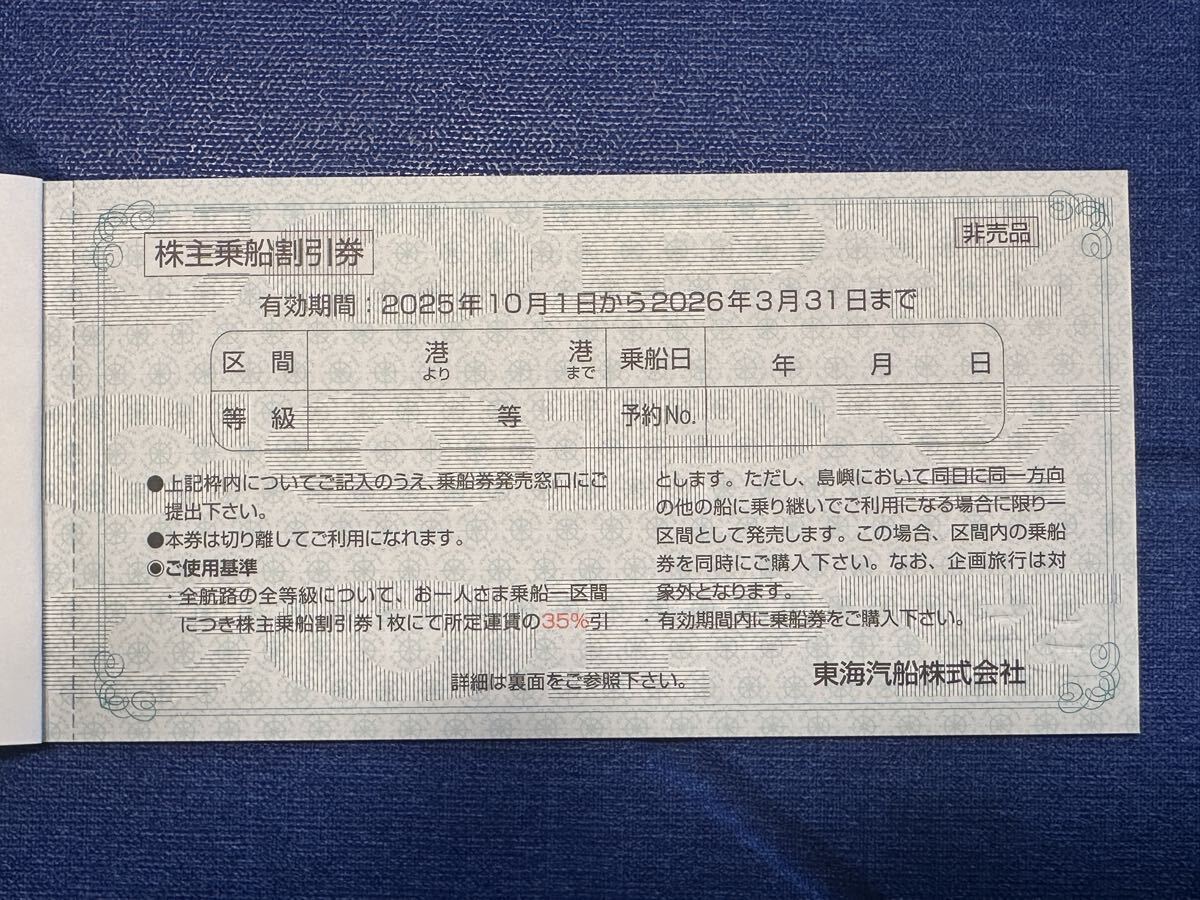 株主乗船割引券
非売品
有効期間：2025年10月1日から2026年3月31日まで
区 間 港より 港まで 乗船日 年 月 日
等 級 等 予約No.
●上記枠内についてご記入のうえ、乗船券発売窓口にご
提出下さい。
●本券は切り離してご利用になれます。
◉ご使用基準
・全航路の全等級について、お一人さま乗船一区間
につき株主乗船割引券1枚にて所定運賃の35%引
とします。ただし、島嶼において同日に同一方向
の他の船に乗り継いでご利用になる場合に限り一
区間として発売します。この場合、区間内の乗船
券を同時にご購入下さい。なお、企画旅行は対
象外となります。
・有効期間内に乗船券をご購入下さい。
詳細は裏面をご参照下さい。
東海汽船株式会社